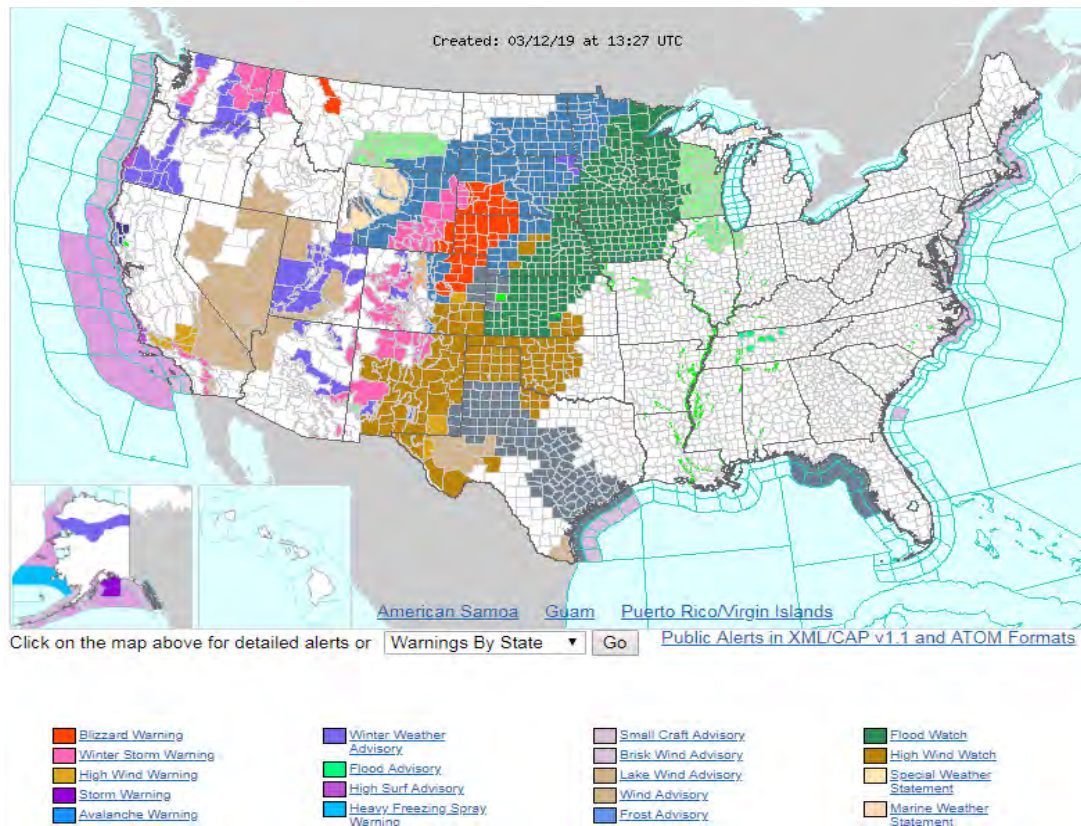 Created: 03/12/19 at 13:27 UTC
American Samoa Guam Puerto Rico/Virgin Islands
Click on the map above for detailed alerts or Warnings By State Go Public Alerts in XML/CAP v1.1 and ATOM Formats
Blizzard Warning
Winter Storm Warning
High Wind Warning
Storm Warning
Avalanche Warning
Winter Weather
Advisory
Flood Advisory
High Surf Advisory
Heavy Freezing Spray
Warning
Small Craft Advisory
Brisk Wind Advisory
Lake Wind Advisory
Wind Advisory
Frost Advisory
Flood Watch
High Wind Watch
Special Weather
Statement
Marine Weather
Statement